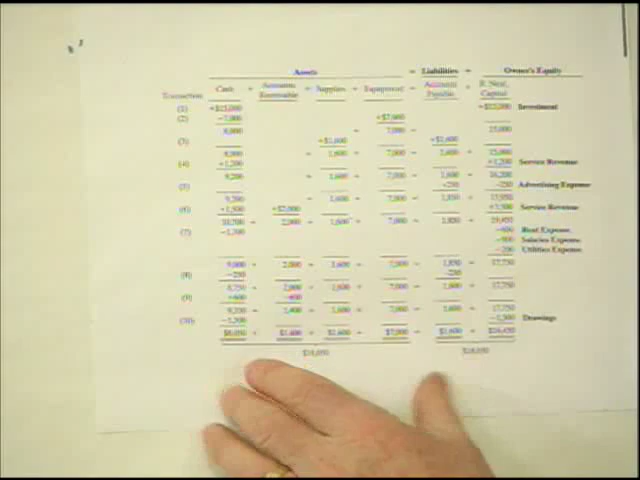 Assets = Liabilities + Owner's Equity
Transaction Cash + Accounts Receivable + Supplies + Equipment = Accounts Payable + R. Neal, Capital
(1) +$15,000 +$15,000 Investment
(2) −7,000 +$7,000
8,000 + 7,000 = 15,000
(3) +$1,600 +$1,600
8,000 + 1,600 + 7,000 = 1,600 + 15,000
(4) +1,200 +1,200 Service Revenue
9,200 + 1,600 + 7,000 = 1,600 + 16,200
(5) +250 −250 Advertising Expense
9,200 + 1,600 + 7,000 = 1,850 + 15,950
(6) +1,500 +$2,000 +3,500 Service Revenue
10,700 + 2,000 + 1,600 + 7,000 = 1,850 + 19,450
(7) −1,700 −600 Rent Expense
−900 Salaries Expense
−200 Utilities Expense
9,000 + 2,000 + 1,600 + 7,000 = 1,850 + 17,750
(8) −250 −250
8,750 + 2,000 + 1,600 + 7,000 = 1,600 + 17,750
(9) +600 −600
9,350 + 1,400 + 1,600 + 7,000 = 1,600 + 17,750
(10) −1,300 −1,300 Drawings
$8,050 + $1,400 + $1,600 + $7,000 = $1,600 + $16,450
$18,050 $18,050